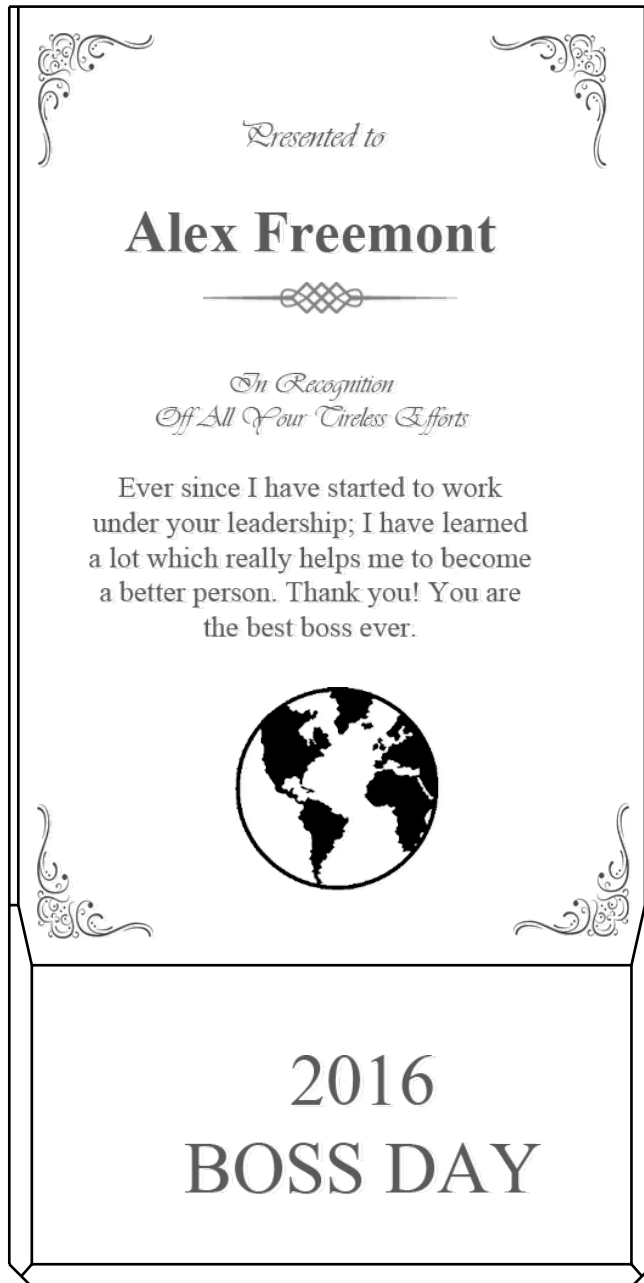 Presented to
Alex Freemont
In Recognition
Off All Your Tireless Efforts
Ever since I have started to work
under your leadership; I have learned
a lot which really helps me to become
a better person. Thank you! You are
the best boss ever.
2016
BOSS DAY